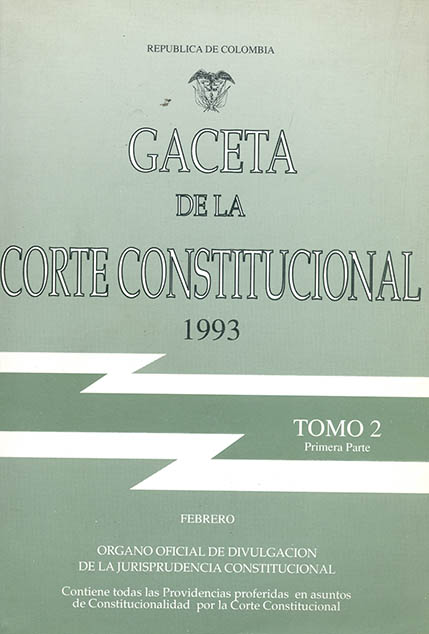 REPUBLICA DE COLOMBIA
GACETA
DE LA
CORTE CONSTITUCIONAL
1993
TOMO 2
Primera Parte
FEBRERO
ORGANO OFICIAL DE DIVULGACION
DE LA JURISPRUDENCIA CONSTITUCIONAL
Contiene todas las Providencias proferidas en asuntos
de Constitucionalidad por la Corte Constitucional